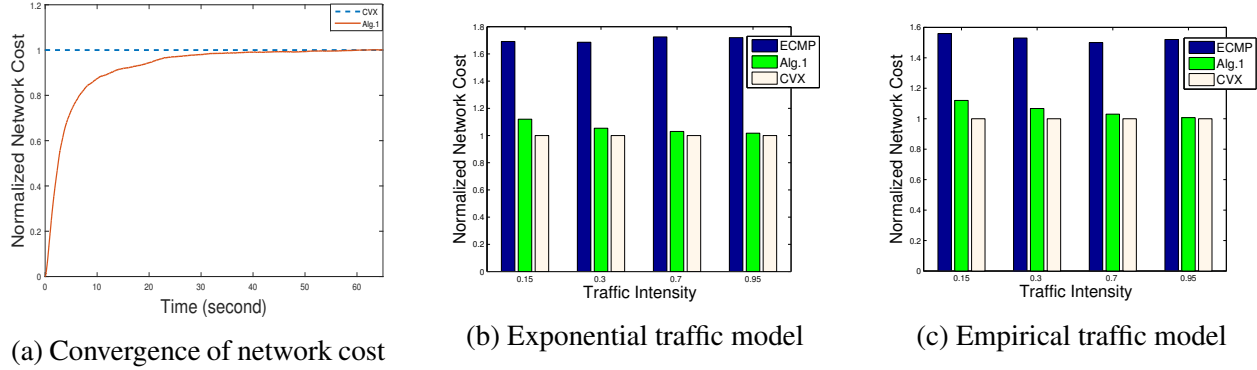 1.2
1
0.8
0.6
0.4
0.2
0
0 10 20 30 40 50 60
Normalized Network Cost
Time (second)
CVX
Alg.1
(a) Convergence of network cost
1.8
1.6
1.4
1.2
1
0.8
0.6
0.4
0.2
0
0.15 0.3 0.7 0.95
Normalized Network Cost
Traffic Intensity
ECMP
Alg.1
CVX
(b) Exponential traffic model
1.6
1.4
1.2
1
0.8
0.6
0.4
0.2
0
0.15 0.3 0.7 0.95
Normalized Network Cost
Traffic Intensity
ECMP
Alg.1
CVX
(c) Empirical traffic model